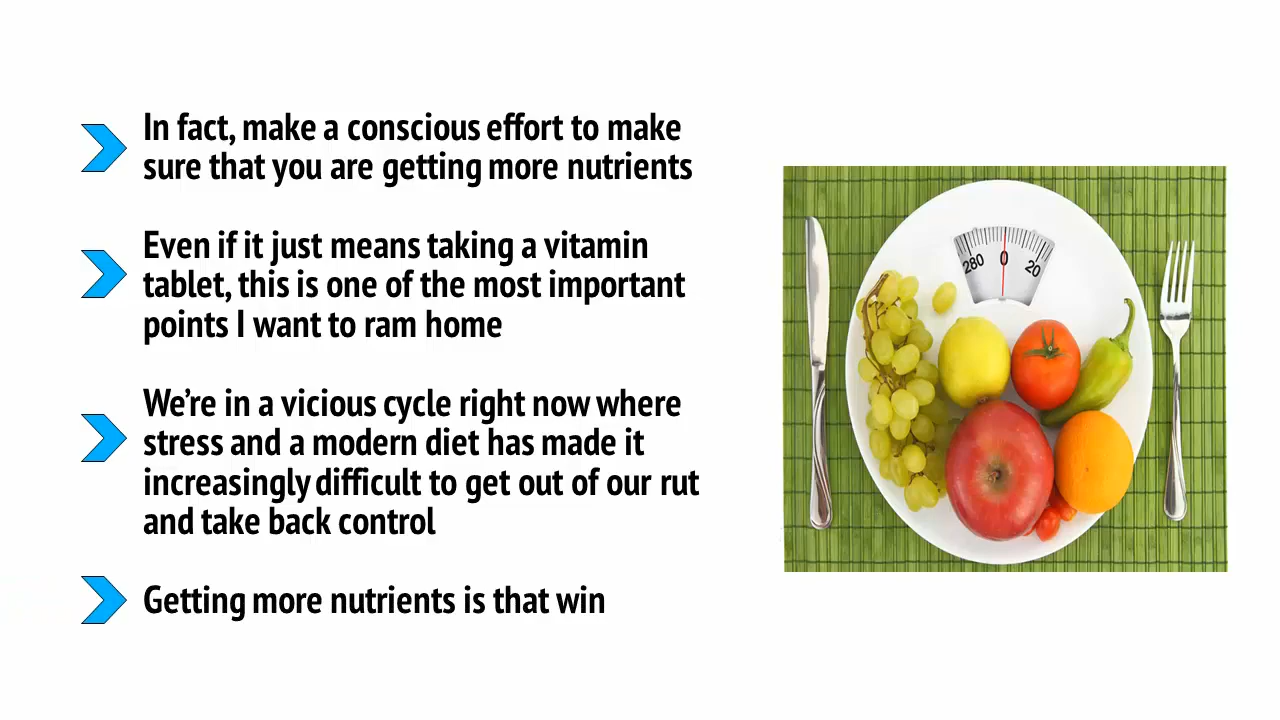 In fact, make a conscious effort to make
sure that you are getting more nutrients
Even if it just means taking a vitamin
tablet, this is one of the most important
points I want to ram home
We’re in a vicious cycle right now where
stress and a modern diet has made it
increasingly difficult to get out of our rut
and take back control
Getting more nutrients is that win
280 0 20